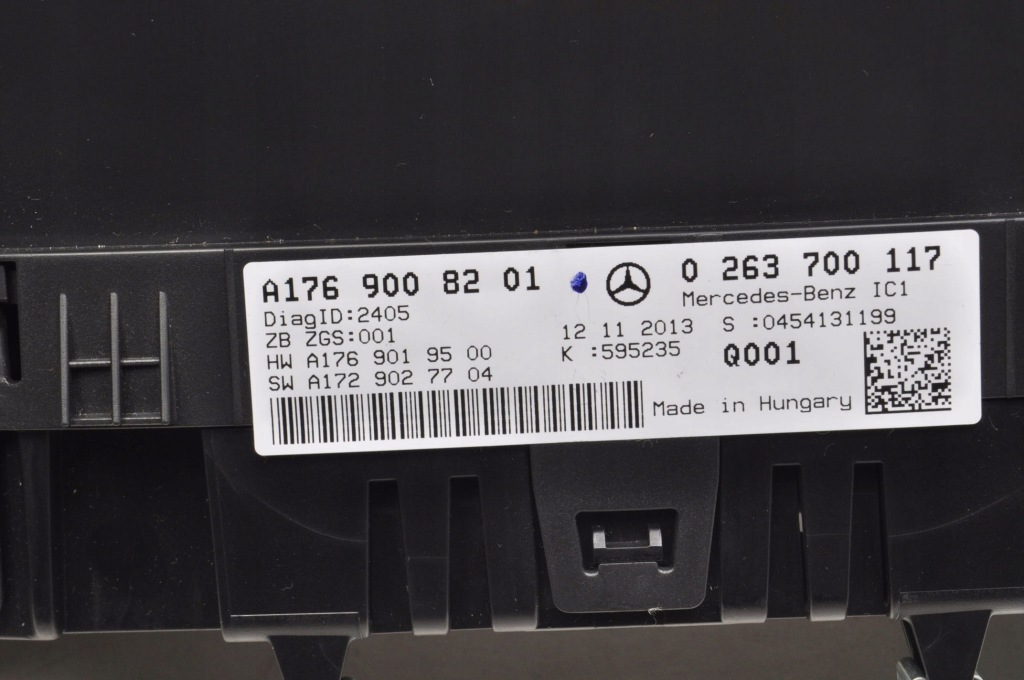 A176 900 82 01
0 263 700 117
Mercedes-Benz IC1
DiagID:2405
ZB ZGS:001
12 11 2013
S :0454131199
HW A176 901 95 00
K :595235
Q001
SW A172 902 77 04
Made in Hungary